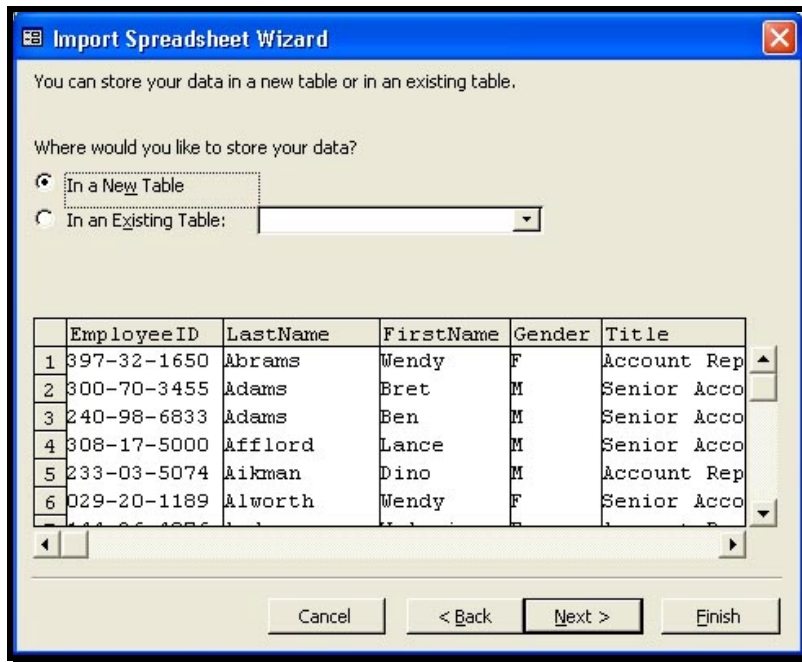 Import Spreadsheet Wizard
You can store your data in a new table or in an existing table.
Where would you like to store your data?
In a New Table
In an Existing Table:
EmployeeID LastName FirstName Gender Title
1 397-32-1650 Abrams Wendy F Account Rep
2 300-70-3455 Adams Bret M Senior Acco
3 240-98-6833 Adams Ben M Senior Acco
4 308-17-5000 Afflord Lance M Senior Acco
5 233-03-5074 Aikman Dino M Account Rep
6 029-20-1189 Alworth Wendy F Senior Acco
Cancel < Back Next > Finish